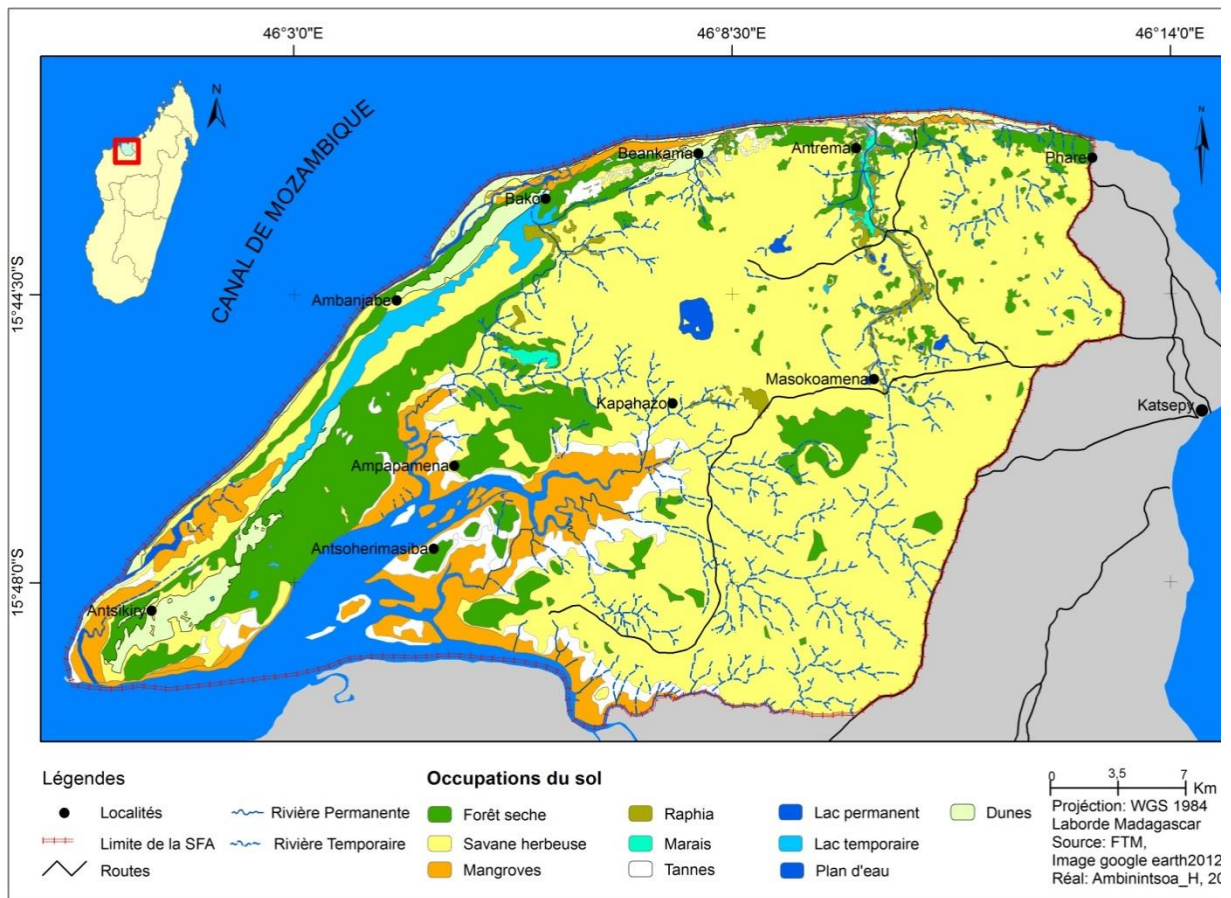 46°3'0"E
46°8'30"E
46°14'0"E
N
N
CANAL DE MOZAMBIQUE
Beankama
Antrema
Phare
Bako
15°44'30"S
Ambanjabe
Masokoamena
Kapahazo
Katsepy
Ampapamena
Antsoherimasiba
15°48'0"S
Antsikiry
Légendes
Localités
Limite de la SFA
Routes
Rivière Permanente
Rivière Temporaire
Occupations du sol
Forêt seche
Savane herbeuse
Mangroves
Raphia
Marais
Tannes
Lac permanent
Lac temporaire
Plan d'eau
Dunes
0 3,5 7
Km
Projéction: WGS 1984
Laborde Madagascar
Source: FTM,
Image google earth2012
Réal: Ambinintsoa_H, 20